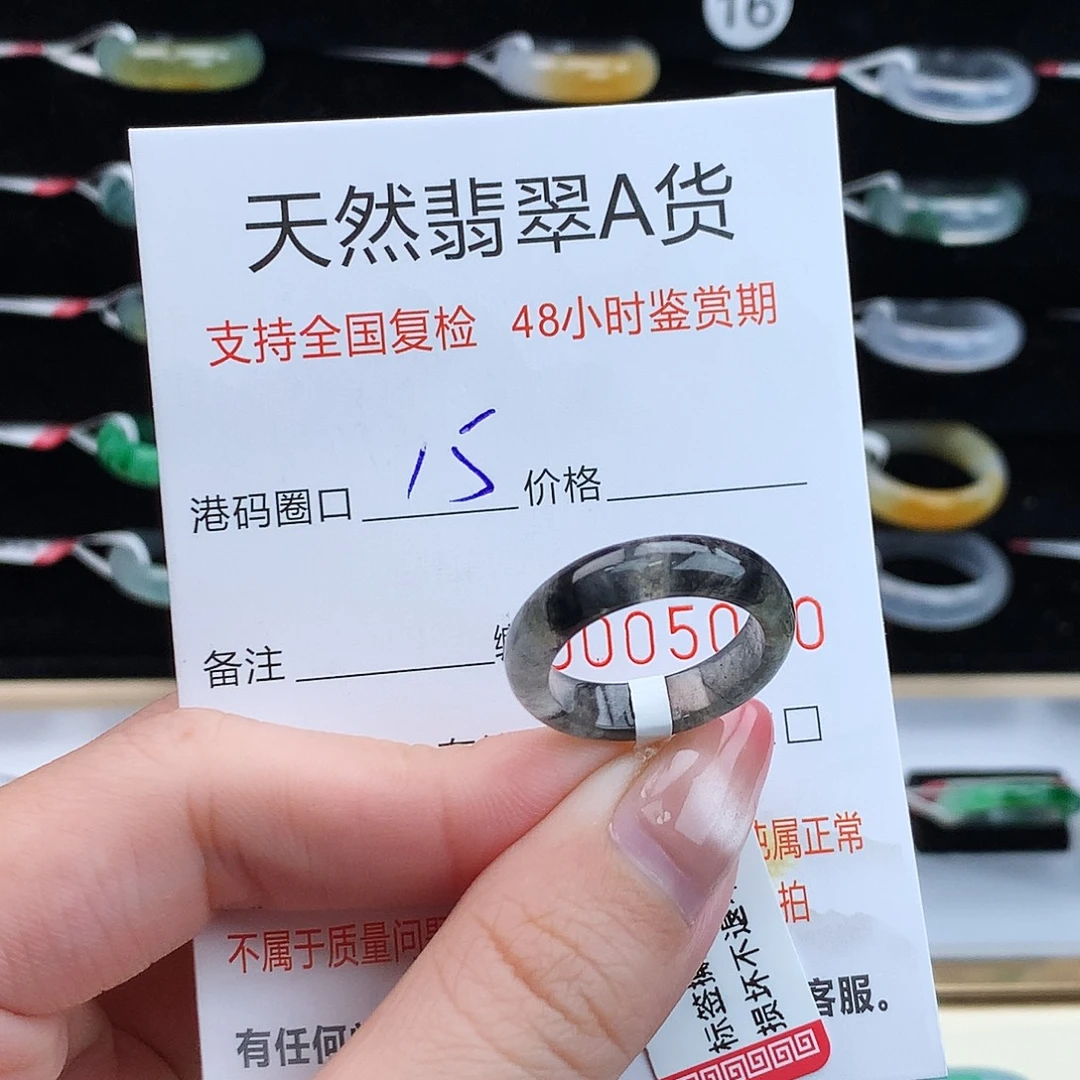 16
天然翡翠A货
支持全国复检 48小时鉴赏期
港码圈口 15 价格
备注
属正常
拍
不属于质量问
有任何
客服。
标签
损坏不退